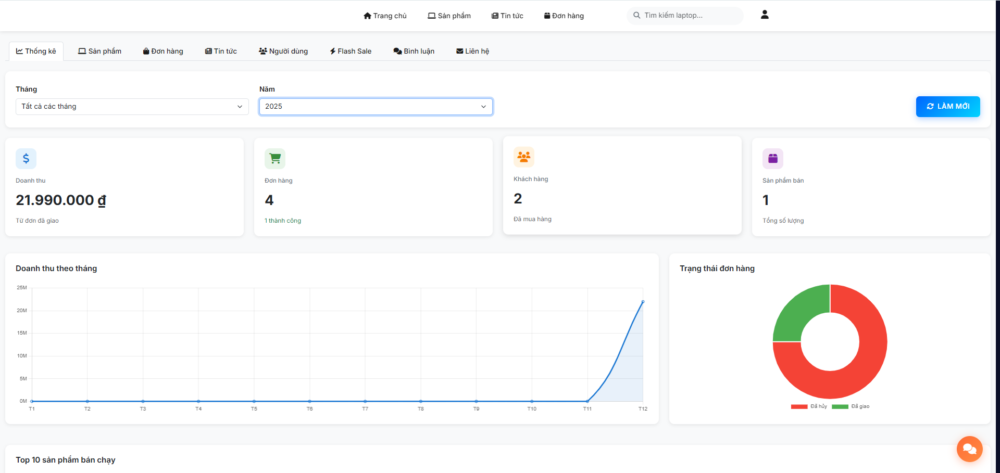 Trang chủ
Sản phẩm
Tin tức
Đơn hàng
Tìm kiếm laptop...
Thống kê
Sản phẩm
Đơn hàng
Tin tức
Người dùng
Flash Sale
Bình luận
Liên hệ
Tháng
Tất cả các tháng
Năm
2025
LÀM MỚI
Doanh thu
21.990.000 ₫
Từ đơn đã giao
Đơn hàng
4
1 thành công
Khách hàng
2
Đã mua hàng
Sản phẩm bán
1
Tổng số lượng
Doanh thu theo tháng
25M
20M
15M
10M
5M
0M
T1 T2 T3 T4 T5 T6 T7 T8 T9 T10 T11 T12
Trạng thái đơn hàng
Đã hủy Đã giao
Top 10 sản phẩm bán chạy